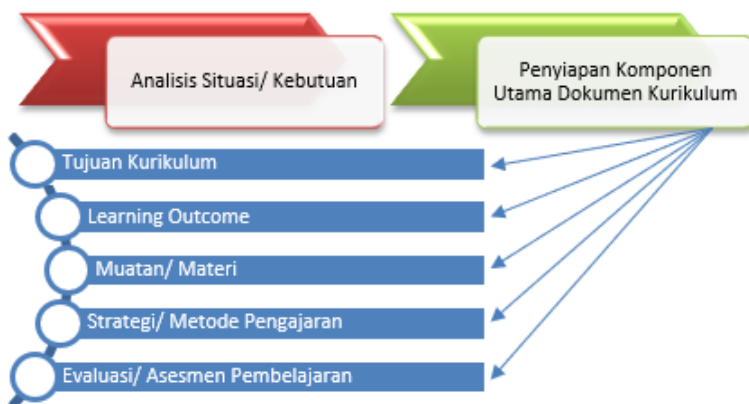 Analisis Situasi/ Kebutuan
Penyiapan Komponen
Utama Dokumen Kurikulum
Tujuan Kurikulum
Learning Outcome
Muatan/ Materi
Strategi/ Metode Pengajaran
Evaluasi/ Asesmen Pembelajaran